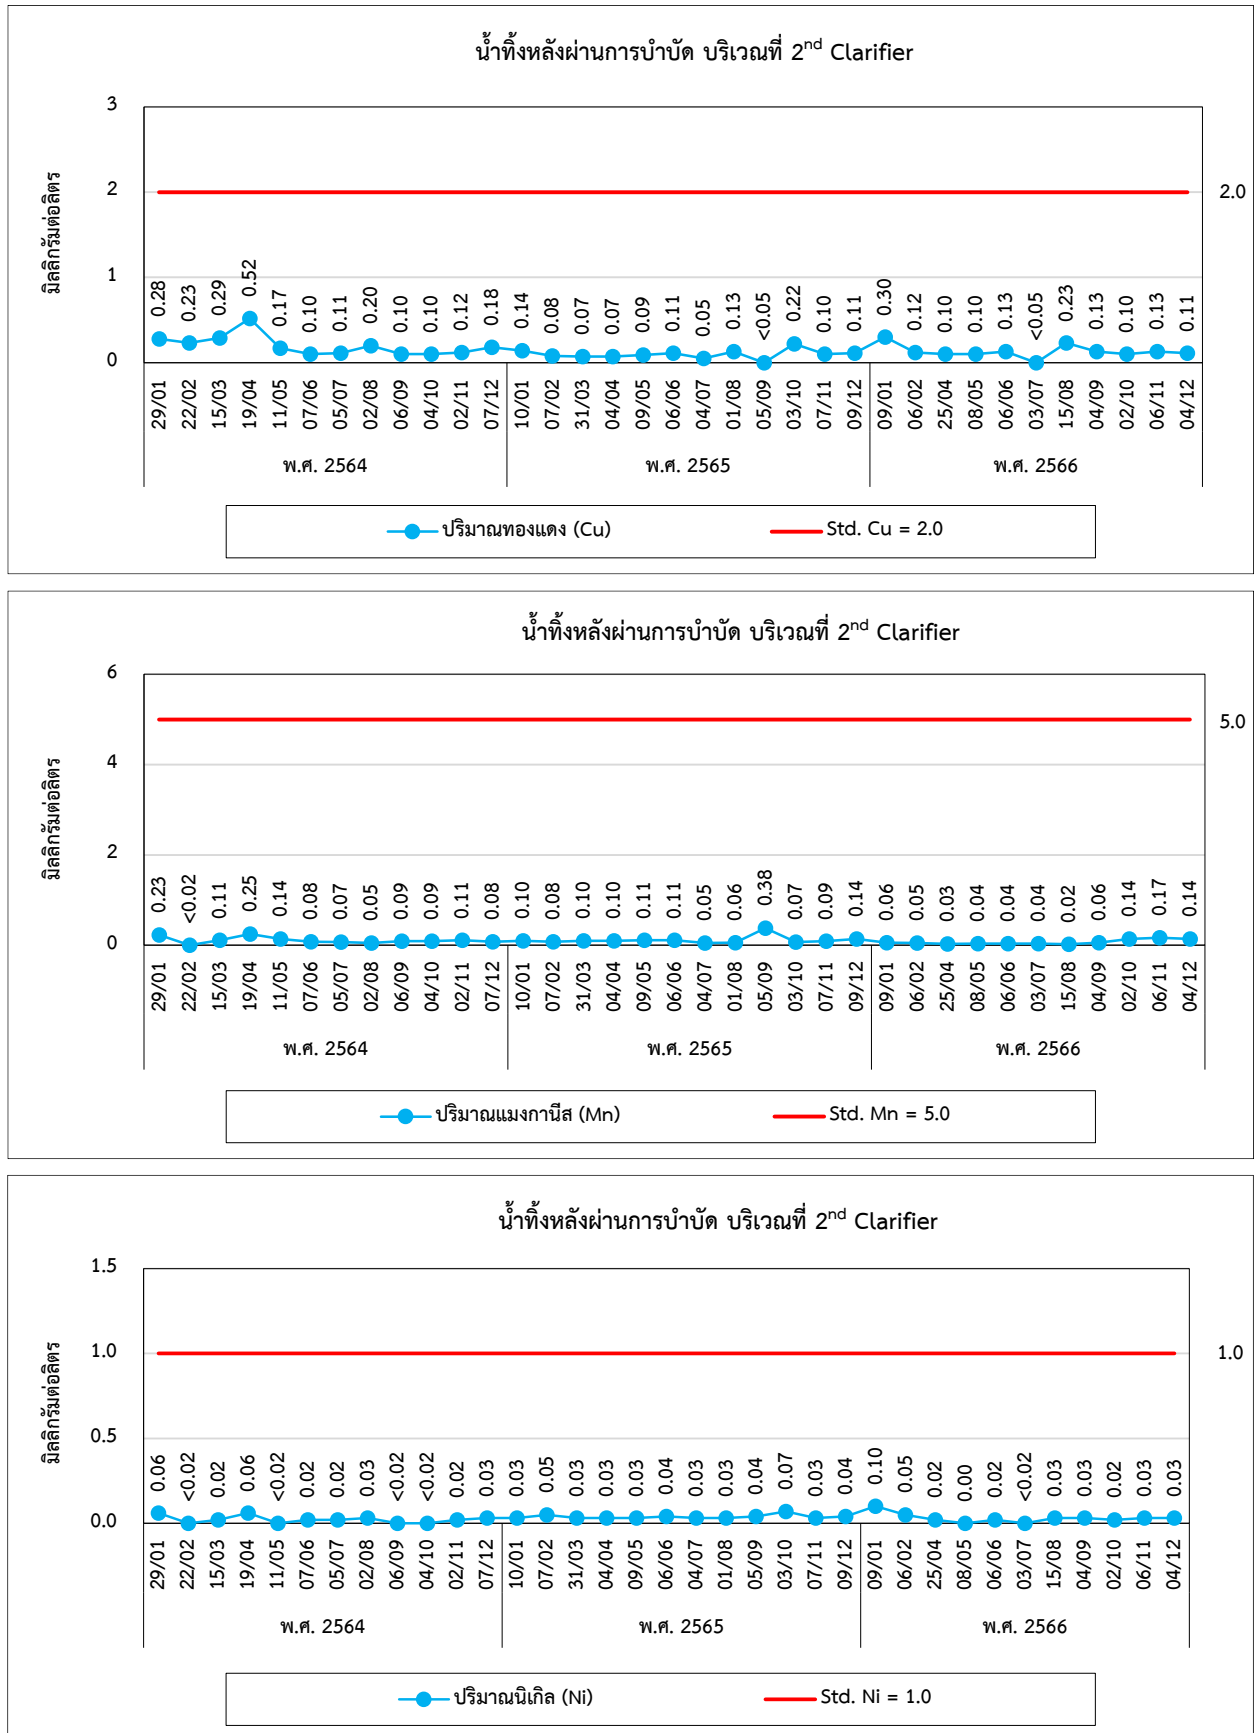 น้ำทิ้งหลังผ่านการบำบัด บริเวณที่ 2nd Clarifier
มิลลิกรัมต่อลิตร
3
2
1
0
2.0
0.28 0.23 0.29 0.52 0.17 0.10 0.11 0.20 0.10 0.10 0.12 0.18 0.14 0.08 0.07 0.07 0.09 0.11 0.05 0.13 <0.05 0.22 0.10 0.11 0.30 0.12 0.10 0.10 0.13 <0.05 0.23 0.13 0.10 0.13 0.11
29/01 22/02 15/03 19/04 11/05 07/06 05/07 02/08 06/09 04/10 02/11 07/12 10/01 07/02 31/03 04/04 09/05 06/06 04/07 01/08 05/09 03/10 07/11 09/12 09/01 06/02 25/04 08/05 06/06 03/07 15/08 04/09 02/10 06/11 04/12
พ.ศ. 2564 พ.ศ. 2565 พ.ศ. 2566
ปริมาณทองแดง (Cu) Std. Cu = 2.0
น้ำทิ้งหลังผ่านการบำบัด บริเวณที่ 2nd Clarifier
มิลลิกรัมต่อลิตร
6
4
2
0
5.0
0.23 <0.02 0.11 0.25 0.14 0.08 0.07 0.05 0.09 0.09 0.11 0.08 0.10 0.08 0.10 0.10 0.11 0.11 0.05 0.06 0.38 0.07 0.09 0.14 0.06 0.05 0.03 0.04 0.04 0.04 0.02 0.06 0.14 0.17 0.14
29/01 22/02 15/03 19/04 11/05 07/06 05/07 02/08 06/09 04/10 02/11 07/12 10/01 07/02 31/03 04/04 09/05 06/06 04/07 01/08 05/09 03/10 07/11 09/12 09/01 06/02 25/04 08/05 06/06 03/07 15/08 04/09 02/10 06/11 04/12
พ.ศ. 2564 พ.ศ. 2565 พ.ศ. 2566
ปริมาณแมงกานีส (Mn) Std. Mn = 5.0
น้ำทิ้งหลังผ่านการบำบัด บริเวณที่ 2nd Clarifier
มิลลิกรัมต่อลิตร
1.5
1.0
0.5
0.0
1.0
0.06 <0.02 0.02 0.06 <0.02 0.02 0.02 0.03 <0.02 <0.02 0.02 0.03 0.03 0.05 0.03 0.03 0.03 0.04 0.03 0.03 0.04 0.07 0.03 0.04 0.10 0.05 0.02 0.00 0.02 <0.02 0.03 0.03 0.02 0.03 0.03
29/01 22/02 15/03 19/04 11/05 07/06 05/07 02/08 06/09 04/10 02/11 07/12 10/01 07/02 31/03 04/04 09/05 06/06 04/07 01/08 05/09 03/10 07/11 09/12 09/01 06/02 25/04 08/05 06/06 03/07 15/08 04/09 02/10 06/11 04/12
พ.ศ. 2564 พ.ศ. 2565 พ.ศ. 2566
ปริมาณนิเกิล (Ni) Std. Ni = 1.0